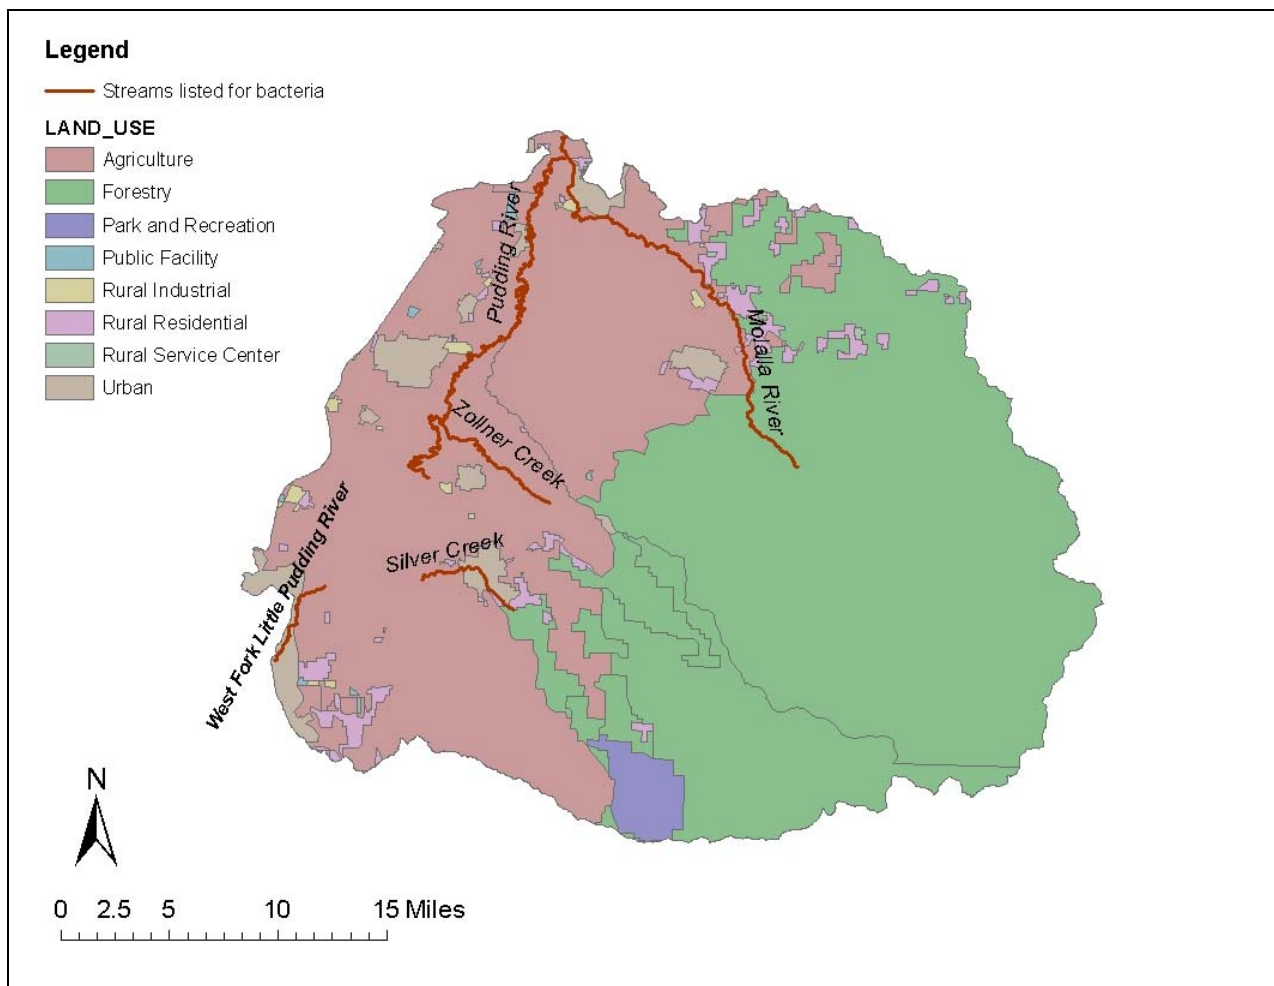 Legend
Streams listed for bacteria
LAND_USE
Agriculture
Forestry
Park and Recreation
Public Facility
Rural Industrial
Rural Residential
Rural Service Center
Urban
Pudding River
Molalla River
Zollner Creek
Silver Creek
West Fork Little Pudding River
N
0 2.5 5 10 15 Miles